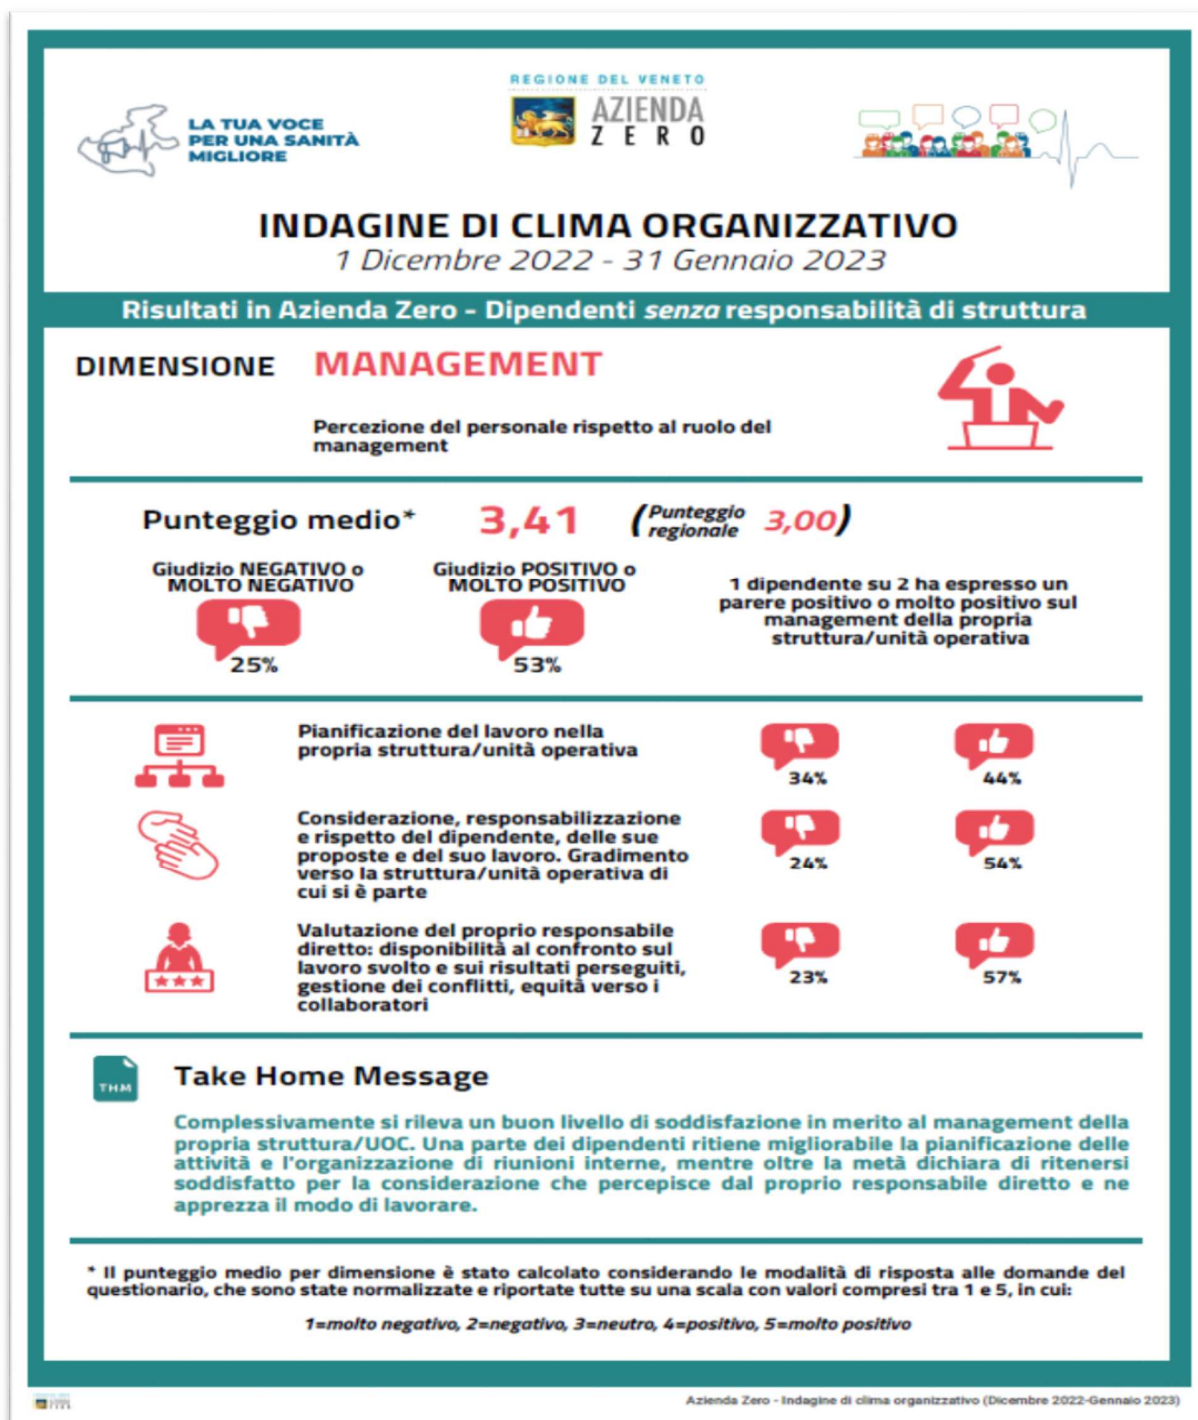 REGIONE DEL VENETO
AZIENDA
ZERO
LA TUA VOCE
PER UNA SANITÀ
MIGLIORE
INDAGINE DI CLIMA ORGANIZZATIVO
1 Dicembre 2022 - 31 Gennaio 2023
Risultati in Azienda Zero - Dipendenti senza responsabilità di struttura
DIMENSIONE MANAGEMENT
Percezione del personale rispetto al ruolo del
management
Punteggio medio* 3,41 (Punteggio regionale 3,00)
Giudizio NEGATIVO o
MOLTO NEGATIVO
25%
Giudizio POSITIVO o
MOLTO POSITIVO
53%
1 dipendente su 2 ha espresso un
parere positivo o molto positivo sul
management della propria
struttura/unità operativa
Pianificazione del lavoro nella
propria struttura/unità operativa
34% 44%
Considerazione, responsabilizzazione
e rispetto del dipendente, delle sue
proposte e del suo lavoro. Gradimento
verso la struttura/unità operativa di
cui si è parte
24% 54%
Valutazione del proprio responsabile
diretto: disponibilità al confronto sul
lavoro svolto e sui risultati perseguiti,
gestione dei conflitti, equità verso i
collaboratori
23% 57%
THM
Take Home Message
Complessivamente si rileva un buon livello di soddisfazione in merito al management della
propria struttura/UOC. Una parte dei dipendenti ritiene migliorabile la pianificazione delle
attività e l'organizzazione di riunioni interne, mentre oltre la metà dichiara di ritenersi
soddisfatto per la considerazione che percepisce dal proprio responsabile diretto e ne
apprezza il modo di lavorare.
* Il punteggio medio per dimensione è stato calcolato considerando le modalità di risposta alle domande del
questionario, che sono state normalizzate e riportate tutte su una scala con valori compresi tra 1 e 5, in cui:
1=molto negativo, 2=negativo, 3=neutro, 4=positivo, 5=molto positivo
Azienda Zero - Indagine di clima organizzativo (Dicembre 2022-Gennaio 2023)